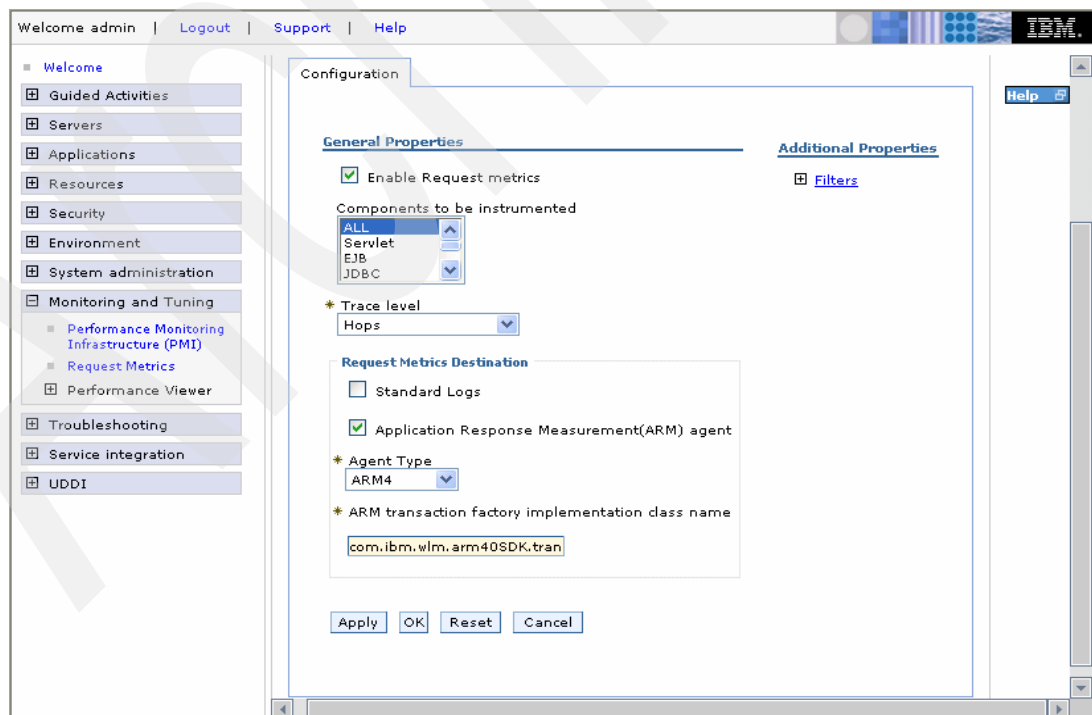 Welcome admin | Logout | Support | Help
IBM.
Welcome
Guided Activities
Servers
Applications
Resources
Security
Environment
System administration
Monitoring and Tuning
Performance Monitoring
Infrastructure (PMI)
Request Metrics
Performance Viewer
Troubleshooting
Service integration
UDDI
Configuration
General Properties
Enable Request metrics
Components to be instrumented
ALL
Servlet
EJB
JDBC
* Trace level
Hops
Request Metrics Destination
Standard Logs
Application Response Measurement(ARM) agent
* Agent Type
ARM4
* ARM transaction factory implementation class name
com.ibm.wlm.arm40SDK.tran
Apply OK Reset Cancel
Additional Properties
Filters
Help